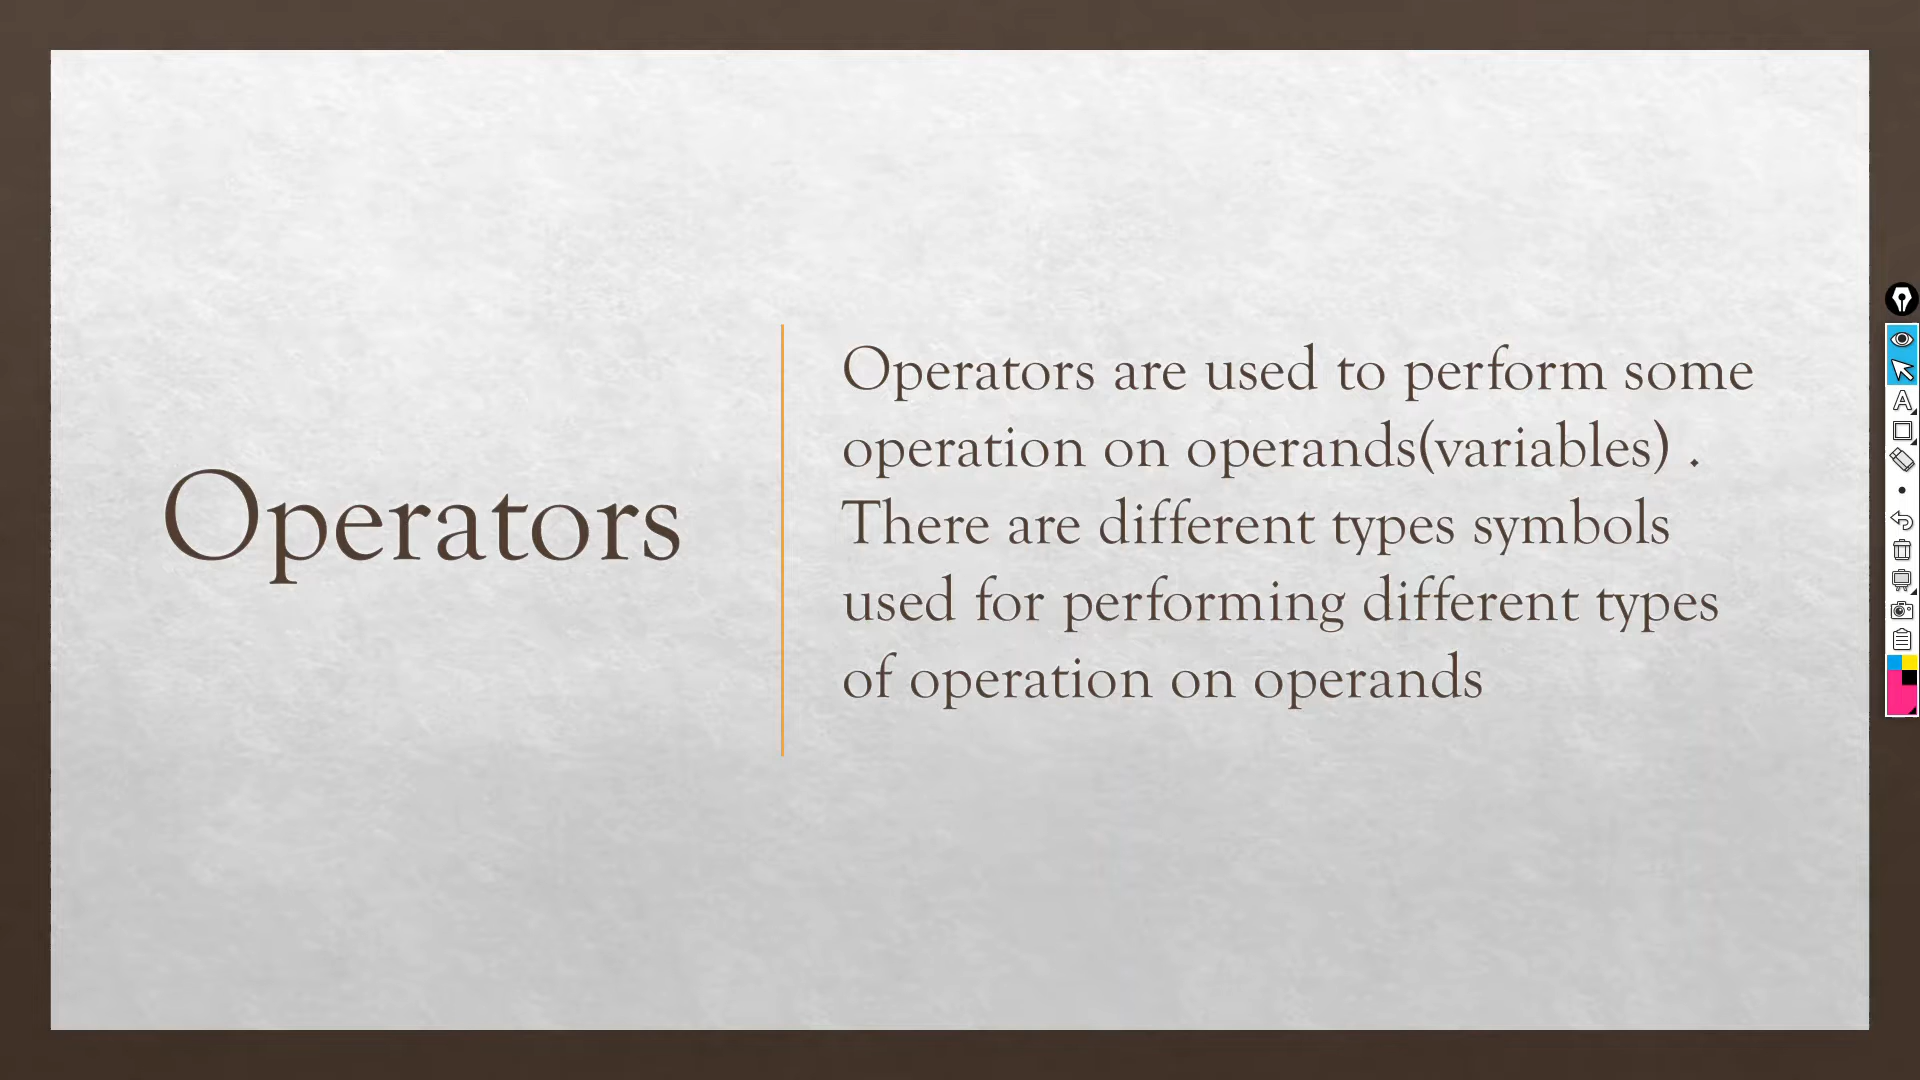 Operators
Operators are used to perform some
operation on operands(variables) .
There are different types symbols
used for performing different types
of operation on operands